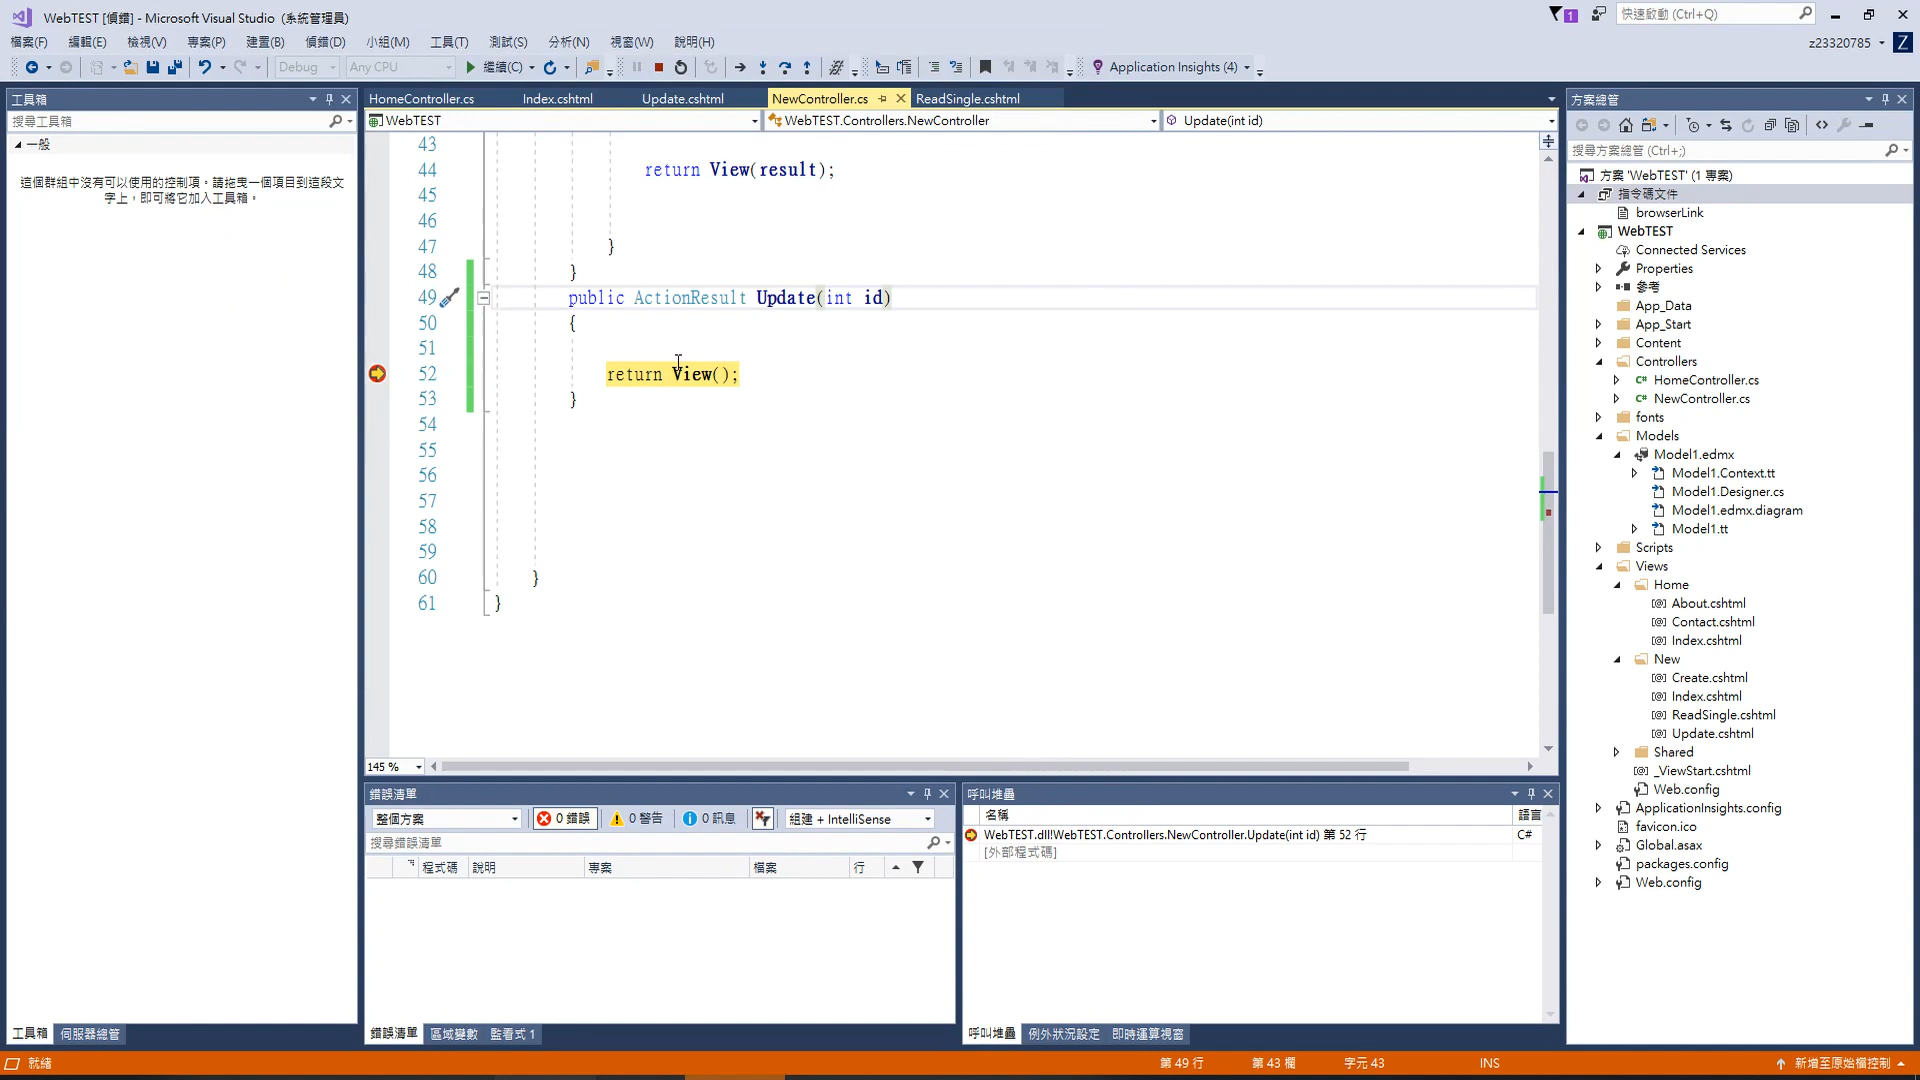 WebTEST [偵錯] - Microsoft Visual Studio (系統管理員)
1
快速啟動 (Ctrl+Q)
檔案(F) 編輯(E) 檢視(V) 專案(P) 建置(B) 偵錯(D) 小組(M) 工具(T) 測試(S) 分析(N) 視窗(W) 說明(H)
z23320785
Z
Debug Any CPU 繼續(C) Application Insights (4)
工具箱
搜尋工具箱
一般
這個群組中沒有可以使用的控制項。請拖曳一個項目到這段文
字上，即可將它加入工具箱。
工具箱 伺服器總管
HomeController.cs Index.cshtml Update.cshtml NewController.cs ReadSingle.cshtml
WebTEST WebTEST.Controllers.NewController Update(int id)
43
44 return View(result);
45
46
47 }
48 }
49 public ActionResult Update(int id)
50 {
51
52 return View();
53 }
54
55
56
57
58
59
60 }
61 }
145 %
錯誤清單
整個方案 0 錯誤 0 警告 0 訊息 組建 + IntelliSense
搜尋錯誤清單
程式碼 說明 專案 檔案 行
錯誤清單 區域變數 監看式 1
呼叫堆疊
名稱 語言
WebTEST.dll!WebTEST.Controllers.NewController.Update(int id) 第 52 行 C#
[外部程式碼]
呼叫堆疊 例外狀況設定 即時運算視窗
方案總管
搜尋方案總管 (Ctrl+;)
方案 'WebTEST' (1 專案)
指令碼文件
browserLink
WebTEST
Connected Services
Properties
參考
App_Data
App_Start
Content
Controllers
C# HomeController.cs
C# NewController.cs
fonts
Models
Model1.edmx
Model1.Context.tt
Model1.Designer.cs
Model1.edmx.diagram
Model1.tt
Scripts
Views
Home
[@] About.cshtml
[@] Contact.cshtml
[@] Index.cshtml
New
[@] Create.cshtml
[@] Index.cshtml
[@] ReadSingle.cshtml
[@] Update.cshtml
Shared
[@] _ViewStart.cshtml
Web.config
ApplicationInsights.config
favicon.ico
Global.asax
packages.config
Web.config
就緒 第 49 行 第 43 欄 字元 43 INS 新增至原始檔控制